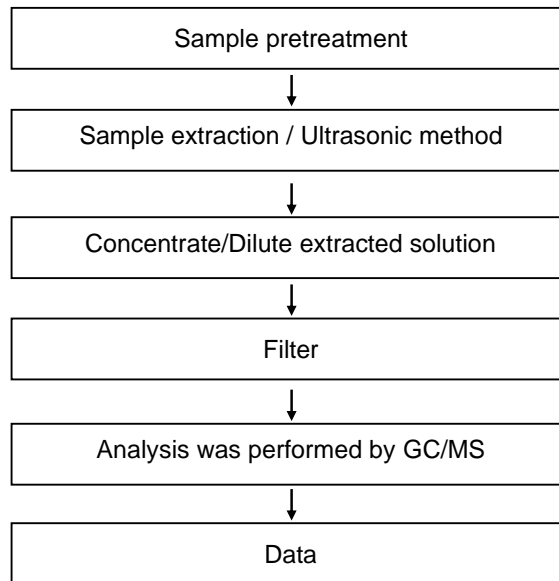 Sample pretreatment
Sample extraction / Ultrasonic method
Concentrate/Dilute extracted solution
Filter
Analysis was performed by GC/MS
Data